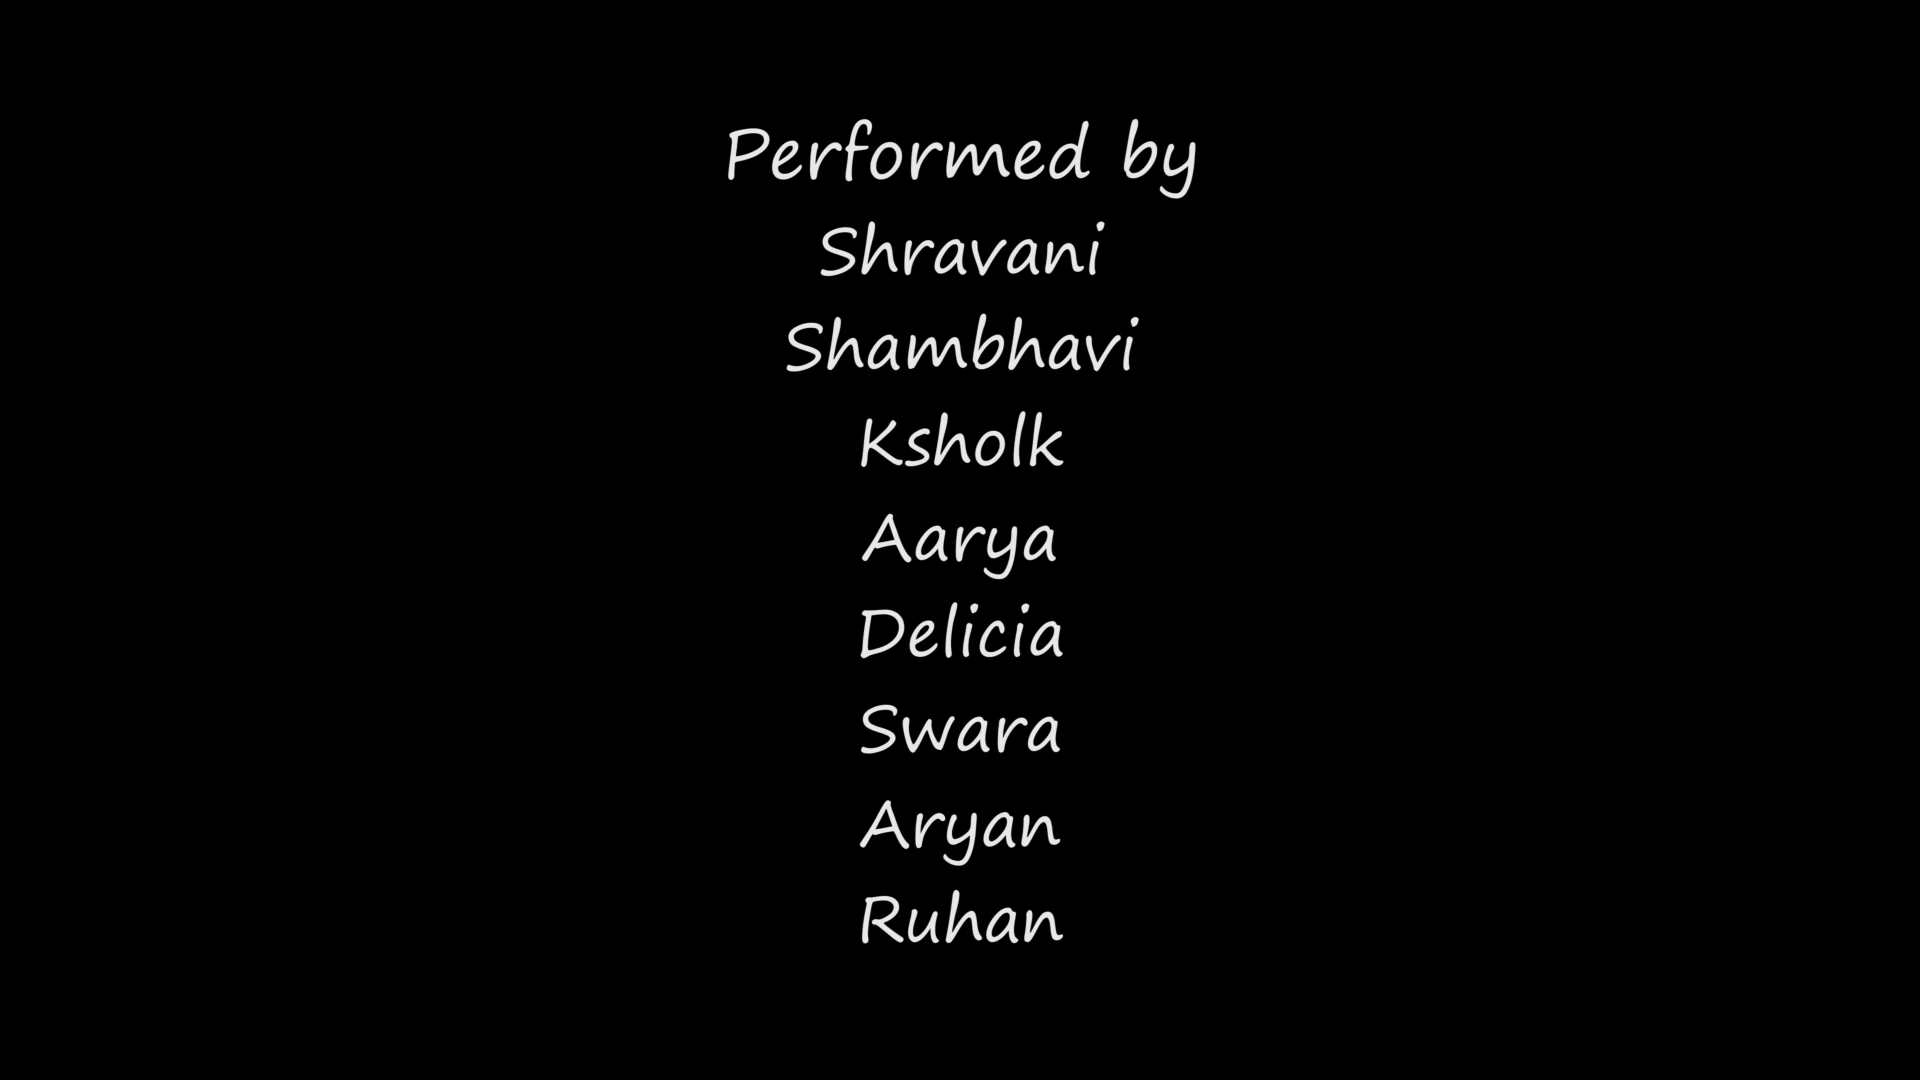 Performed by
Shravani
Shambhavi
Ksholk
Aarya
Delicia
Swara
Aryan
Ruhan